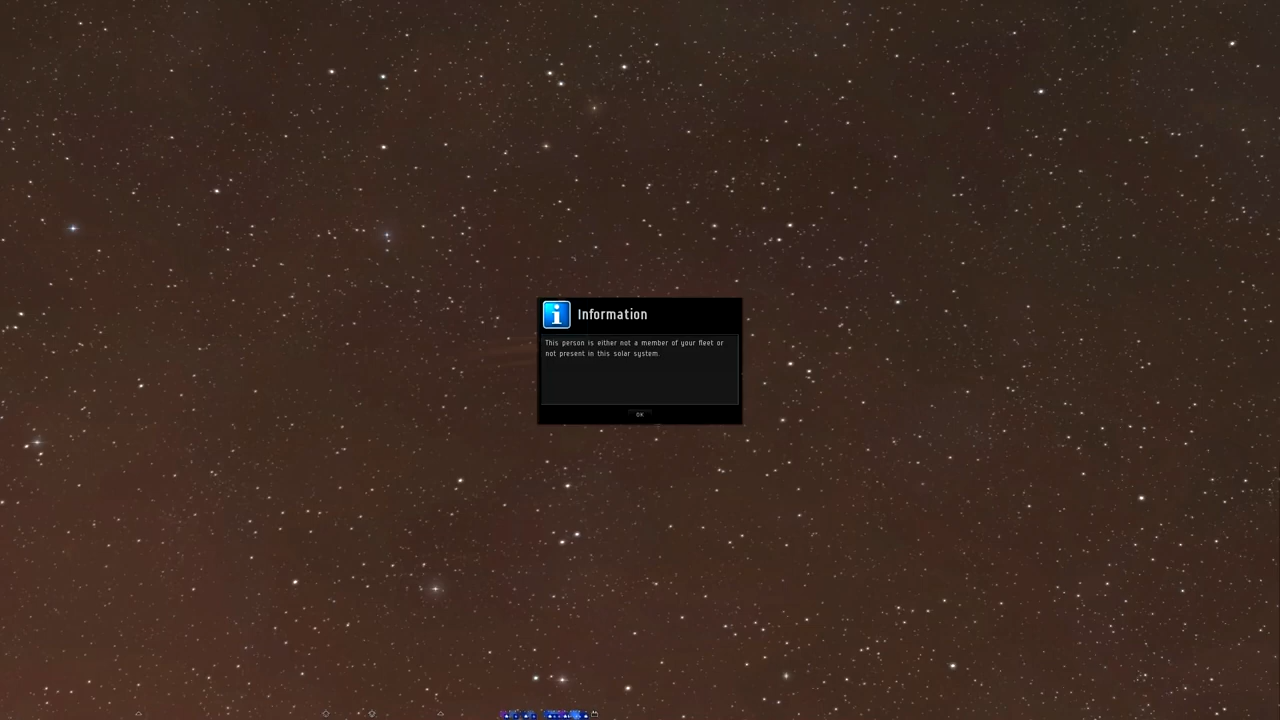 Information
This person is either not a member of your fleet or
not present in this solar system.
OK